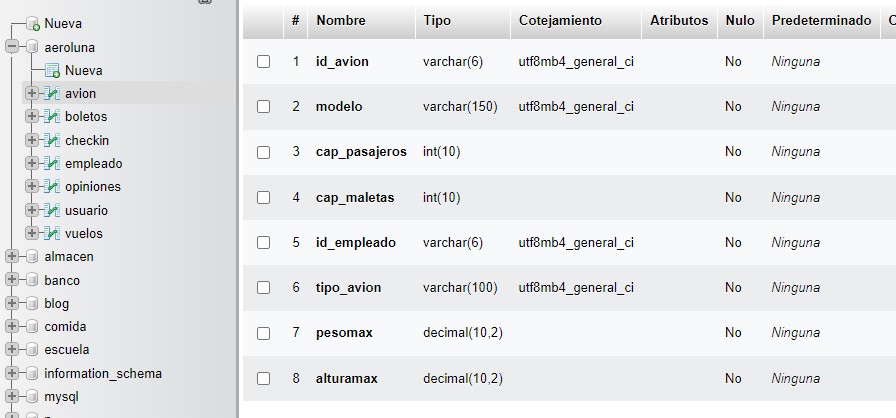 Nueva
aeroluna
Nueva
avion
boletos
checkin
empleado
opiniones
usuario
vuelos
almacen
banco
blog
comida
escuela
information_schema
mysql
# Nombre Tipo Cotejamiento Atributos Nulo Predeterminado
1 id_avion varchar(6) utf8mb4_general_ci No Ninguna
2 modelo varchar(150) utf8mb4_general_ci No Ninguna
3 cap_pasajeros int(10) No Ninguna
4 cap_maletas int(10) No Ninguna
5 id_empleado varchar(6) utf8mb4_general_ci No Ninguna
6 tipo_avion varchar(100) utf8mb4_general_ci No Ninguna
7 pesomax decimal(10,2) No Ninguna
8 alturamax decimal(10,2) No Ninguna